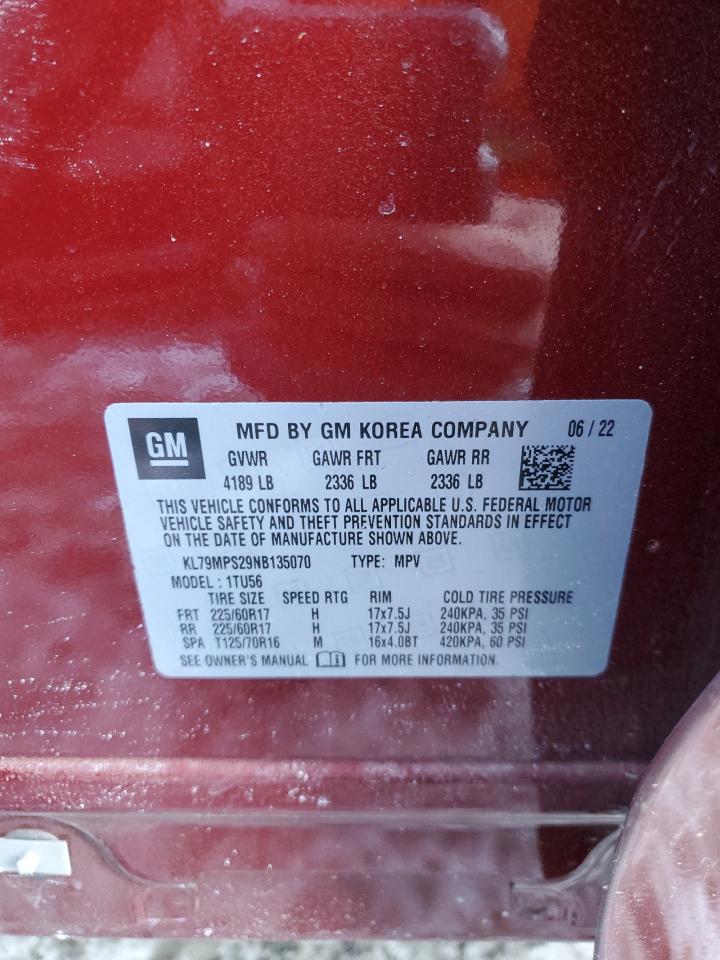 GM MFD BY GM KOREA COMPANY 06 / 22
GVWR GAWR FRT GAWR RR
4189 LB 2336 LB 2336 LB
THIS VEHICLE CONFORMS TO ALL APPLICABLE U.S. FEDERAL MOTOR
VEHICLE SAFETY AND THEFT PREVENTION STANDARDS IN EFFECT
ON THE DATE OF MANUFACTURE SHOWN ABOVE.
KL79MPS29NB135070 TYPE: MPV
MODEL : 1TU56
TIRE SIZE SPEED RTG RIM COLD TIRE PRESSURE
FRT 225/60R17 H 17x7.5J 240KPA, 35 PSI
RR 225/60R17 H 17x7.5J 240KPA, 35 PSI
SPA T125/70R16 M 16x4.0BT 420KPA, 60 PSI
SEE OWNER'S MANUAL FOR MORE INFORMATION.